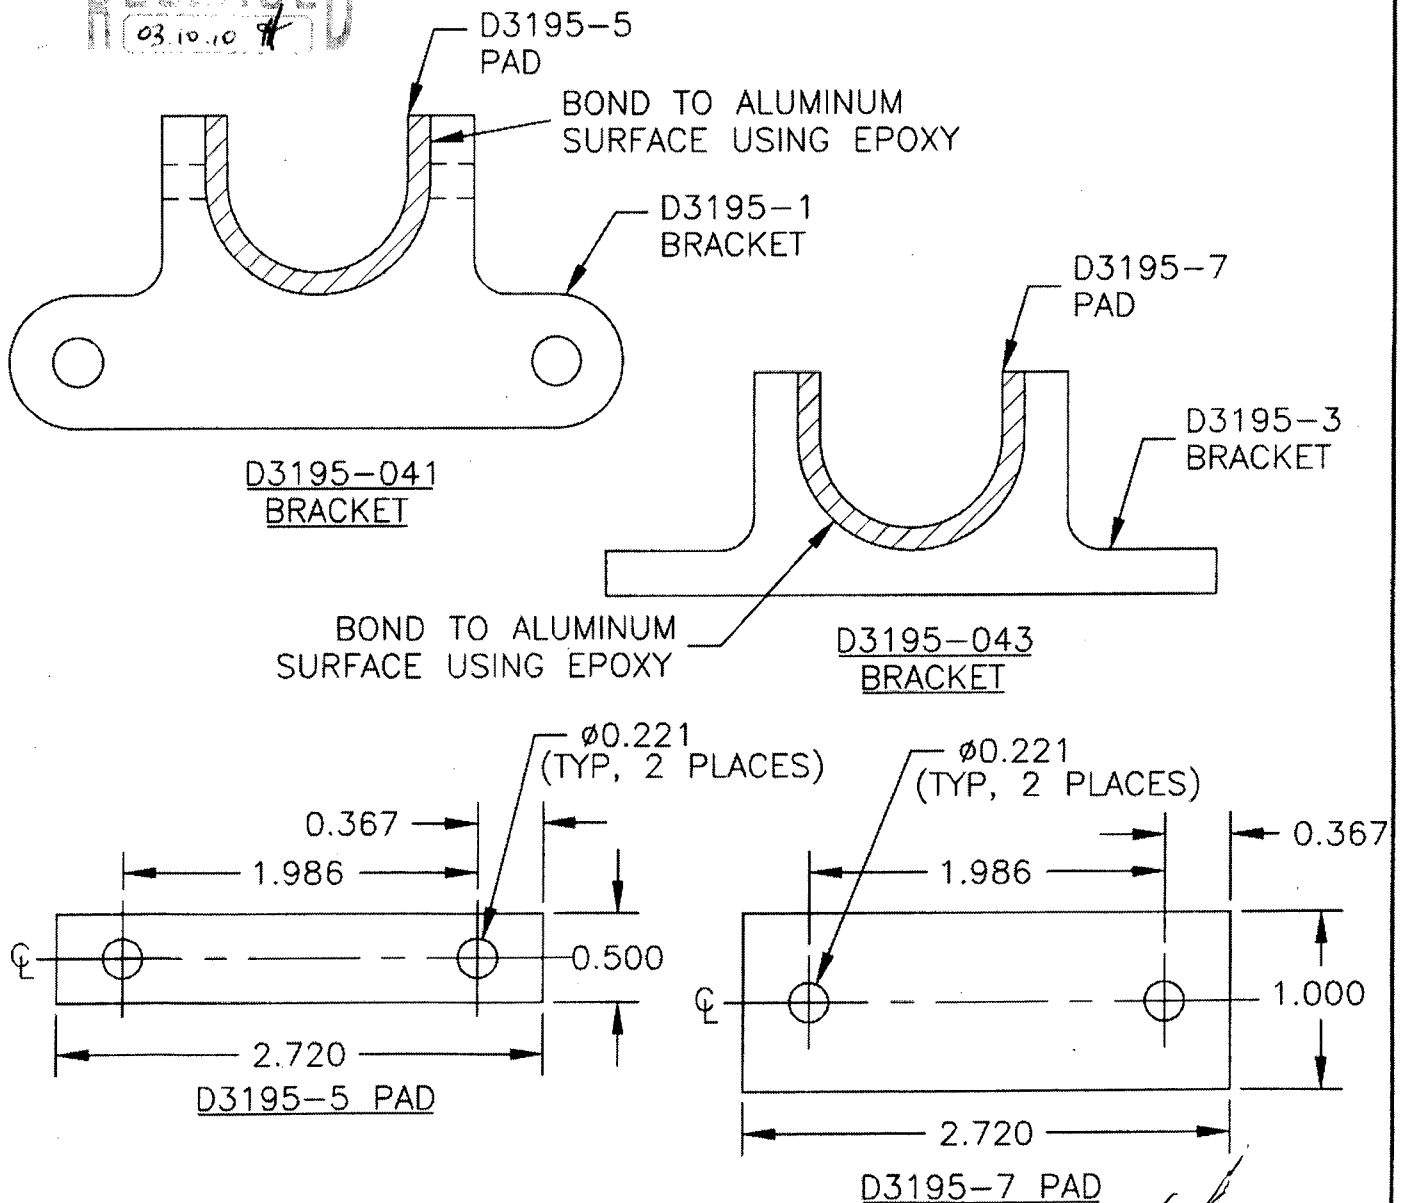 03.10.10
D3195-5
PAD
BOND TO ALUMINUM
SURFACE USING EPOXY
D3195-1
BRACKET
D3195-7
PAD
D3195-3
BRACKET
D3195-041
BRACKET
BOND TO ALUMINUM
SURFACE USING EPOXY
D3195-043
BRACKET
ø0.221
(TYP, 2 PLACES)
ø0.221
(TYP, 2 PLACES)
0.367
0.367
1.986
1.986
℄
0.500
℄
1.000
2.720
D3195-5 PAD
2.720
D3195-7 PAD